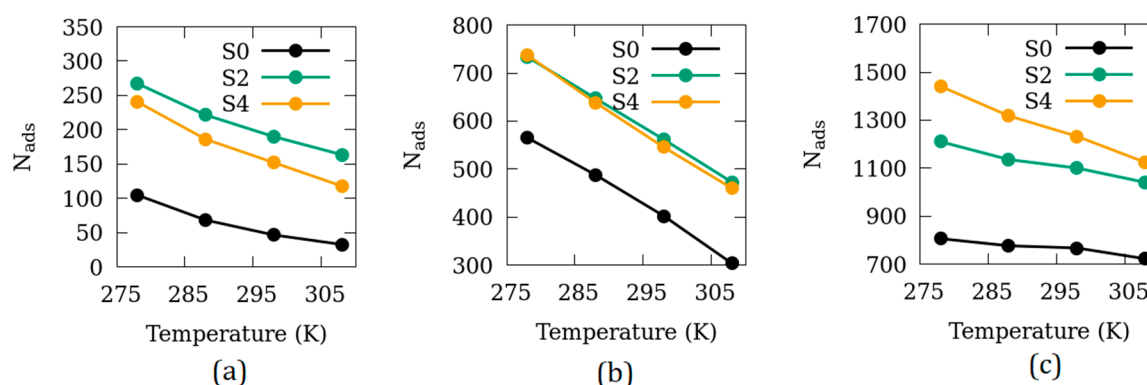 350
300
250
200
150
100
50
0
N_ads
S0
S2
S4
275 285 295 305
Temperature (K)
(a)
800
700
600
500
400
300
N_ads
S0
S2
S4
275 285 295 305
Temperature (K)
(b)
1700
1500
1300
1100
900
700
N_ads
S0
S2
S4
275 285 295 305
Temperature (K)
(c)